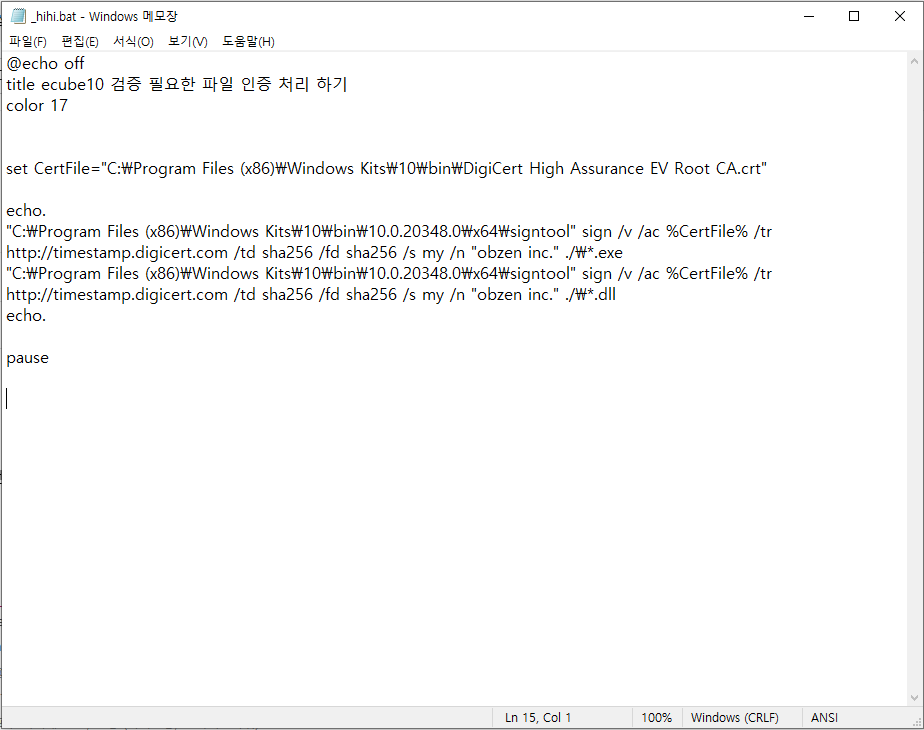 _hihi.bat - Windows 메모장
파일(F) 편집(E) 서식(O) 보기(V) 도움말(H)
@echo off
title ecube10 검증 필요한 파일 인증 처리 하기
color 17
set CertFile="C:₩Program Files (x86)₩Windows Kits₩10₩bin₩DigiCert High Assurance EV Root CA.crt"
echo.
"C:₩Program Files (x86)₩Windows Kits₩10₩bin₩10.0.20348.0₩x64₩signtool" sign /v /ac %CertFile% /tr
http://timestamp.digicert.com /td sha256 /fd sha256 /s my /n "obzen inc." ./₩*.exe
"C:₩Program Files (x86)₩Windows Kits₩10₩bin₩10.0.20348.0₩x64₩signtool" sign /v /ac %CertFile% /tr
http://timestamp.digicert.com /td sha256 /fd sha256 /s my /n "obzen inc." ./₩*.dll
echo.
pause
Ln 15, Col 1 100% Windows (CRLF) ANSI